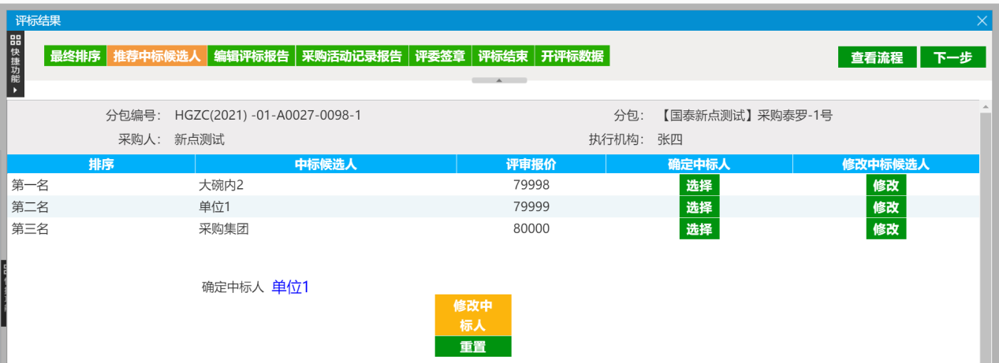 评标结果
快捷功能
最终排序 推荐中标候选人 编辑评标报告 采购活动记录报告 评委签章 评标结束 开评标数据
查看流程 下一步
分包编号： HGZC(2021) -01-A0027-0098-1 分包： 【国泰新点测试】采购泰罗-1号
采购人： 新点测试 执行机构： 张四
排序 中标候选人 评审报价 确定中标人 修改中标候选人
第一名 大碗内2 79998 选择 修改
第二名 单位1 79999 选择 修改
第三名 采购集团 80000 选择 修改
确定中标人 单位1
修改中
标人
重置